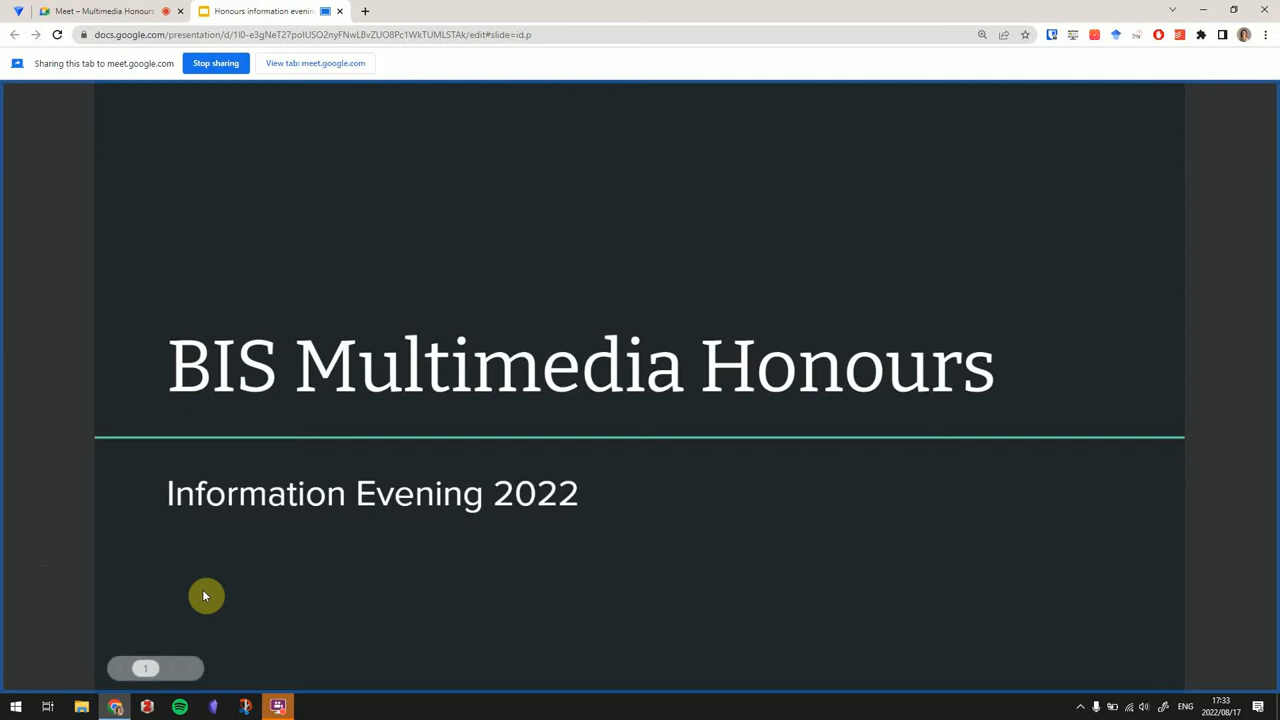 Meet – Multimedia Honours
Honours information evenin
docs.google.com/presentation/d/1I0-e3gNeT27poIUSO2nyFNwLBvZUO8Pc1WkTUMLSTAk/edit#slide=id.p
Sharing this tab to meet.google.com
Stop sharing
View tab: meet.google.com
BIS Multimedia Honours
Information Evening 2022
1
ENG
17:33
2022/08/17